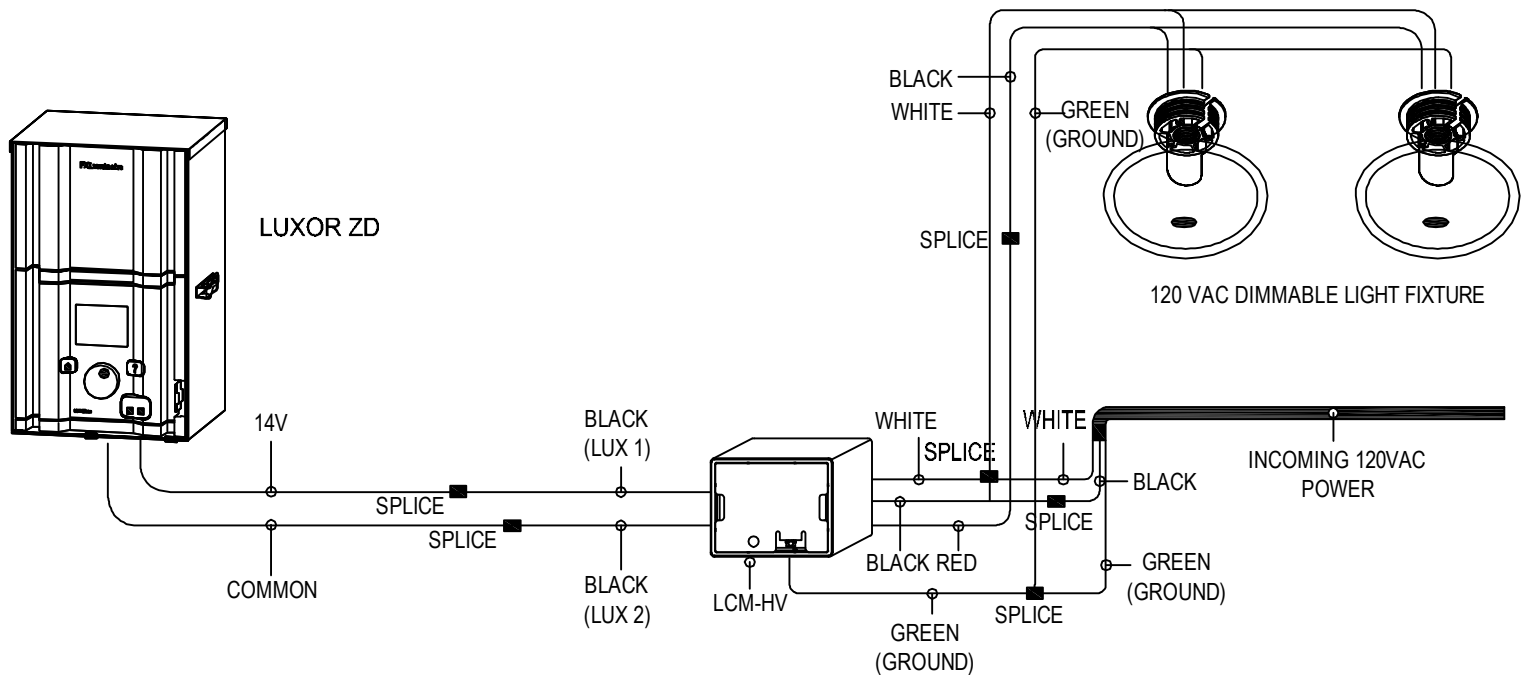 BLACK
WHITE
GREEN
(GROUND)
LUXOR ZD
SPLICE
120 VAC DIMMABLE LIGHT FIXTURE
14V
BLACK
(LUX 1)
WHITE
SPLICE
WHITE
INCOMING 120VAC
POWER
BLACK
SPLICE
SPLICE
SPLICE
BLACK RED
COMMON
BLACK
(LUX 2)
LCM-HV
GREEN
(GROUND)
SPLICE
GREEN
(GROUND)
?